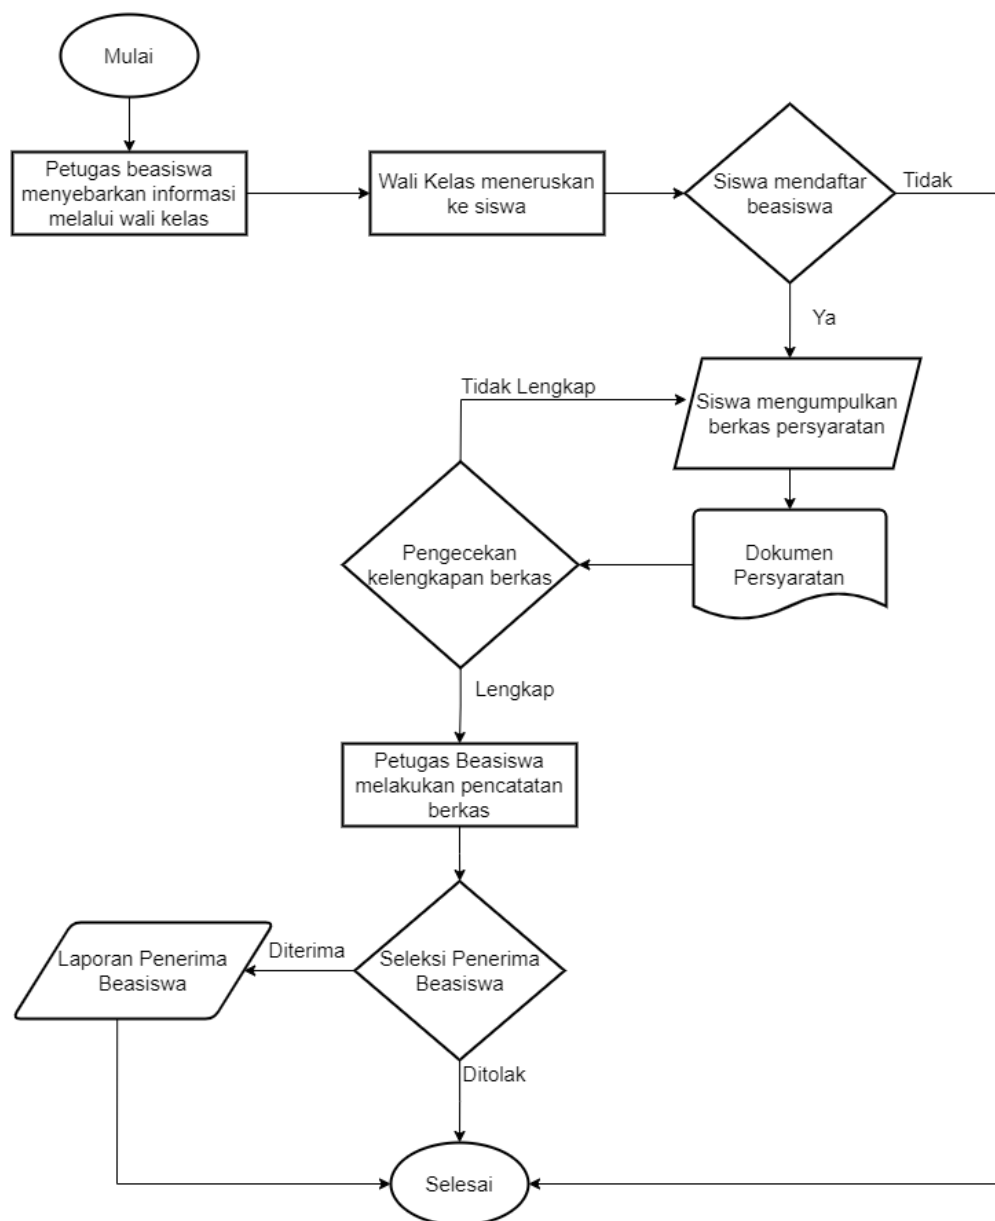 Mulai
Petugas beasiswa
menyebarkan informasi
melalui wali kelas
Wali Kelas meneruskan
ke siswa
Siswa mendaftar
beasiswa
Tidak
Ya
Siswa mengumpulkan
berkas persyaratan
Tidak Lengkap
Dokumen
Persyaratan
Pengecekan
kelengkapan berkas
Lengkap
Petugas Beasiswa
melakukan pencatatan
berkas
Seleksi Penerima
Beasiswa
Diterima
Laporan Penerima
Beasiswa
Ditolak
Selesai